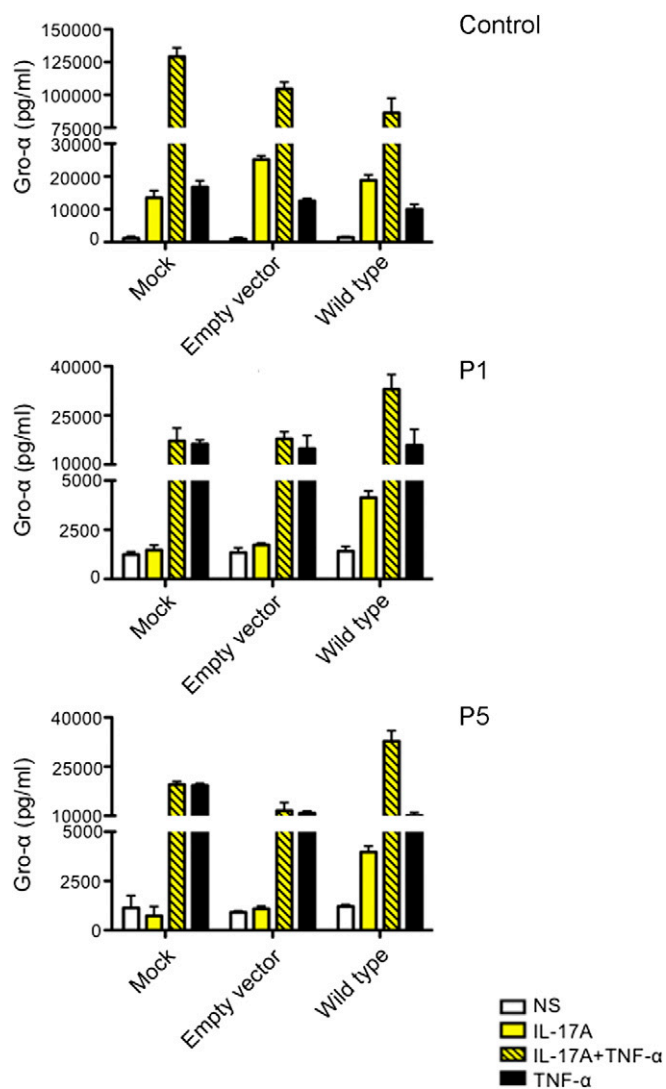 Control
Gro-α (pg/ml)
150000
125000
100000
75000
30000
20000
10000
0
Mock
Empty vector
Wild type
P1
Gro-α (pg/ml)
40000
25000
10000
5000
2500
0
Mock
Empty vector
Wild type
P5
Gro-α (pg/ml)
40000
25000
10000
5000
2500
0
Mock
Empty vector
Wild type
NS
IL-17A
IL-17A+TNF-α
TNF-α